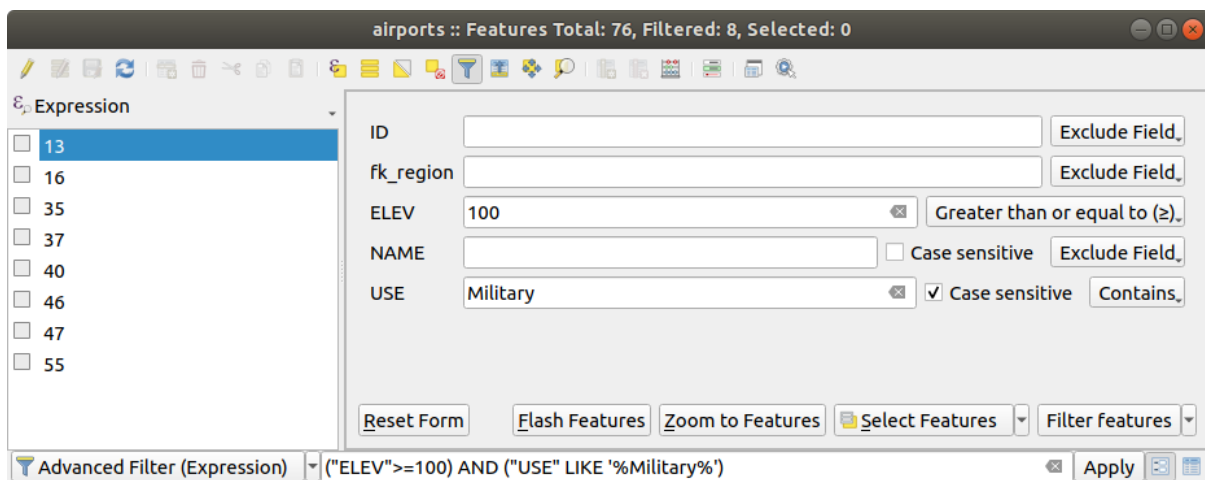 airports :: Features Total: 76, Filtered: 8, Selected: 0
Expression
13
16
35
37
40
46
47
55
ID Exclude Field
fk_region Exclude Field
ELEV 100 Greater than or equal to (≥)
NAME Case sensitive Exclude Field
USE Military Case sensitive Contains
Reset Form Flash Features Zoom to Features Select Features Filter features
Advanced Filter (Expression) ("ELEV">=100) AND ("USE" LIKE '%Military%') Apply